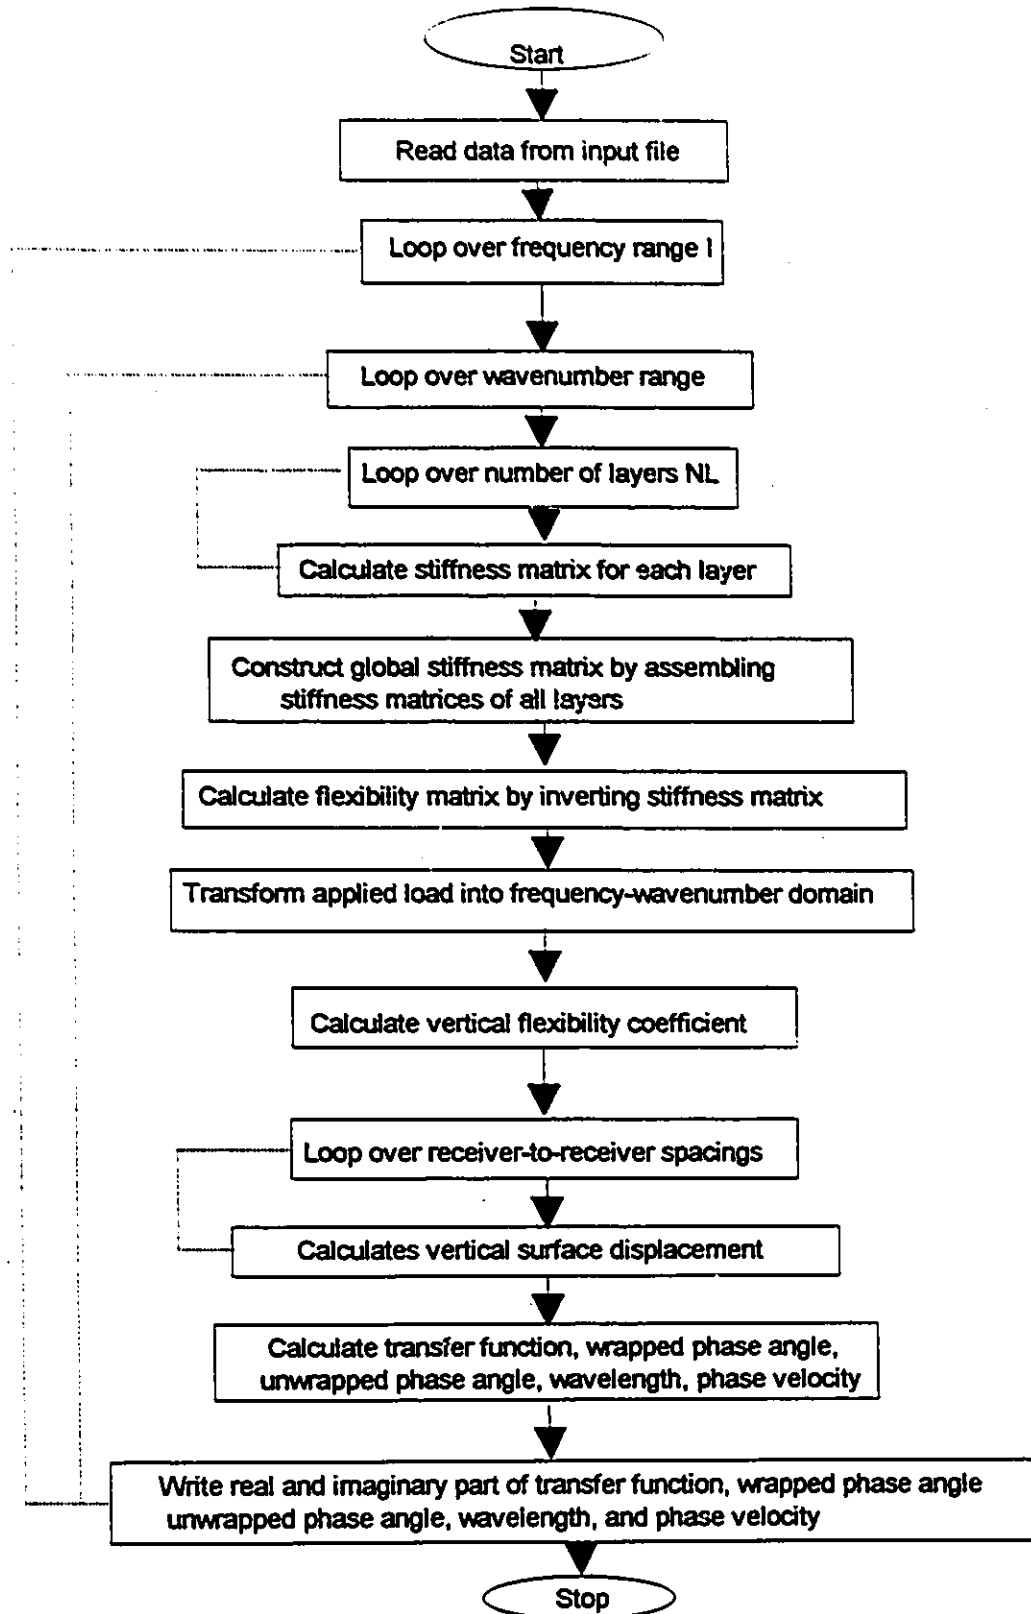 Start
Read data from input file
Loop over frequency range I
Loop over wavenumber range
Loop over number of layers NL
Calculate stiffness matrix for each layer
Construct global stiffness matrix by assembling
stiffness matrices of all layers
Calculate flexibility matrix by inverting stiffness matrix
Transform applied load into frequency-wavenumber domain
Calculate vertical flexibility coefficient
Loop over receiver-to-receiver spacings
Calculates vertical surface displacement
Calculate transfer function, wrapped phase angle,
unwrapped phase angle, wavelength, phase velocity
Write real and imaginary part of transfer function, wrapped phase angle
unwrapped phase angle, wavelength, and phase velocity
Stop